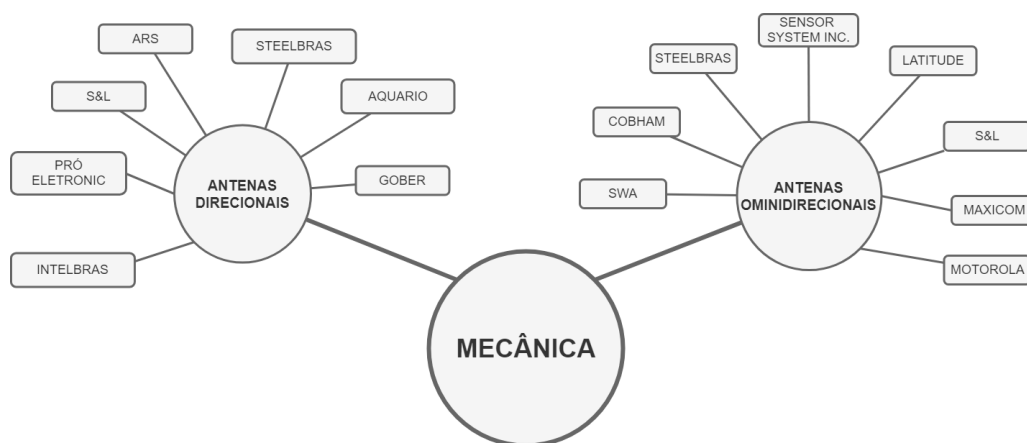 ARS
STEELBRAS
S&L
AQUARIO
PRÓ
ELETRONIC
GOBER
INTELBRAS
ANTENAS
DIRECIONAIS
SENSOR
SYSTEM INC.
STEELBRAS
LATITUDE
COBHAM
S&L
SWA
MAXICOM
MOTOROLA
ANTENAS
OMINIDIRECIONAIS
MECÂNICA